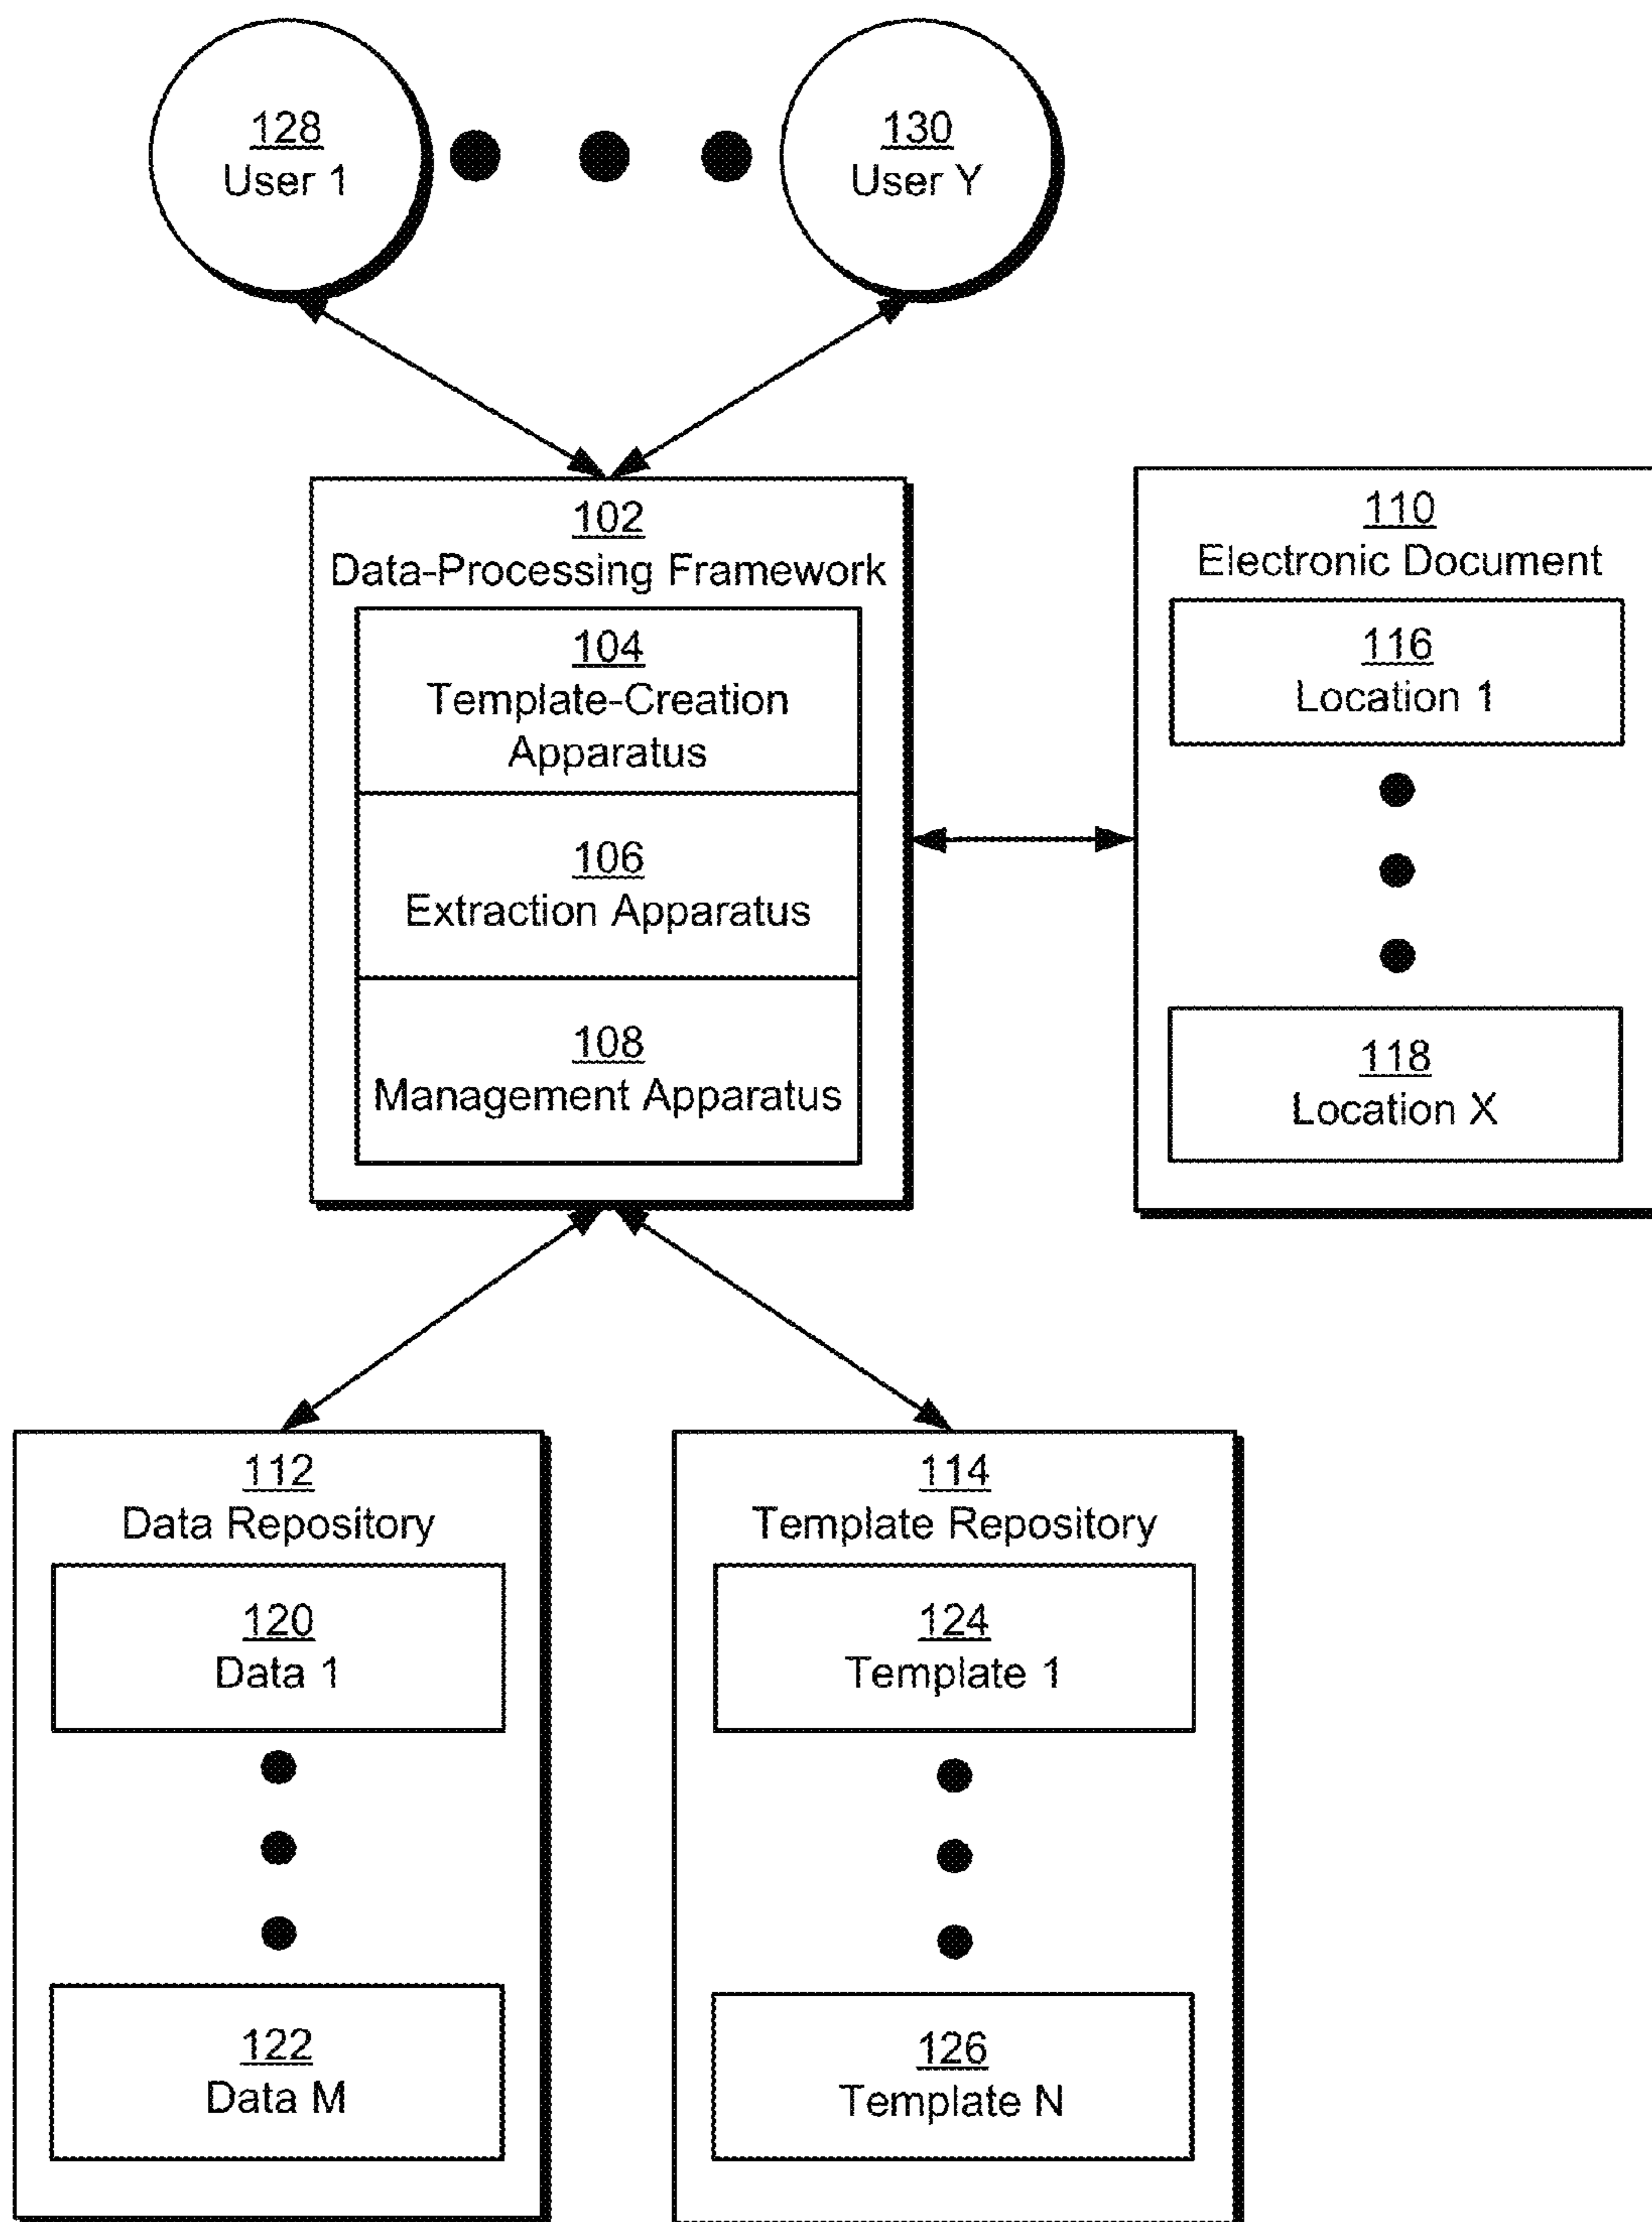 128
User 1
130
User Y
102
Data-Processing Framework
104
Template-Creation
Apparatus
106
Extraction Apparatus
108
Management Apparatus
110
Electronic Document
116
Location 1
118
Location X
112
Data Repository
120
Data 1
122
Data M
114
Template Repository
124
Template 1
126
Template N